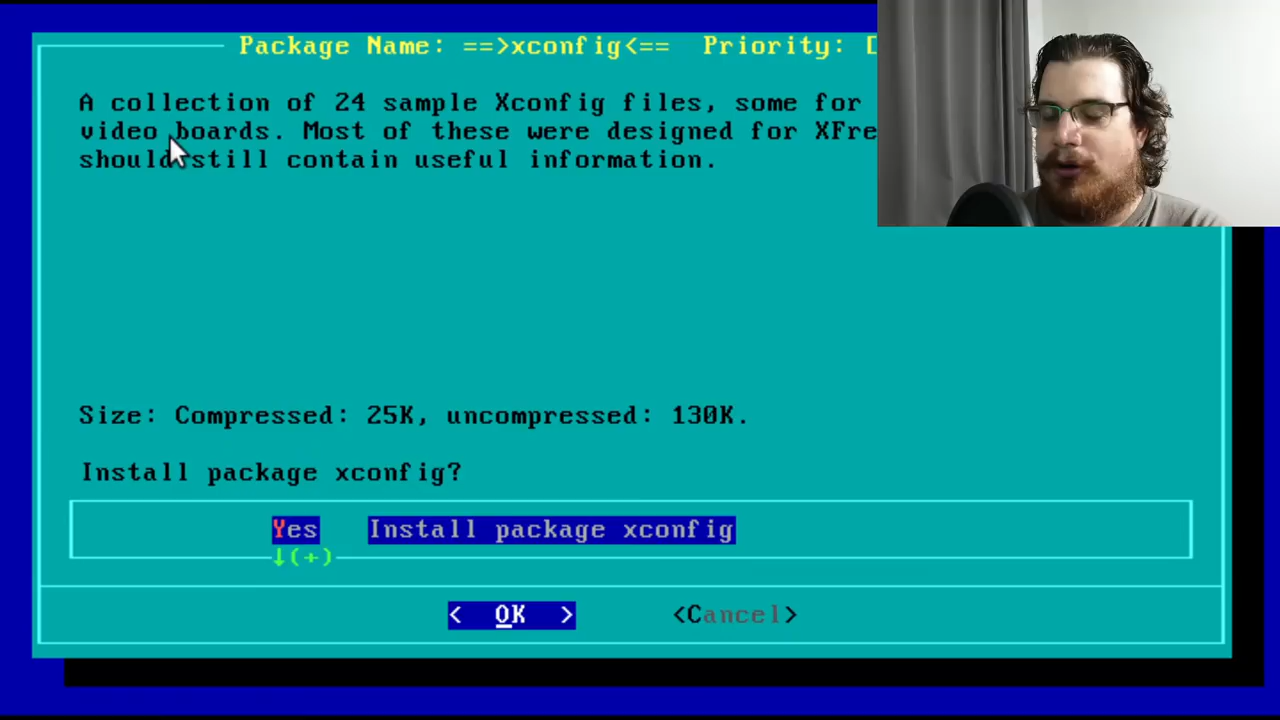 Package Name: ==>xconfig<== Priority: [
A collection of 24 sample Xconfig files, some for
video boards. Most of these were designed for XFre
should still contain useful information.
Size: Compressed: 25K, uncompressed: 130K.
Install package xconfig?
Yes Install package xconfig
↓(+)
< OK > <Cancel>